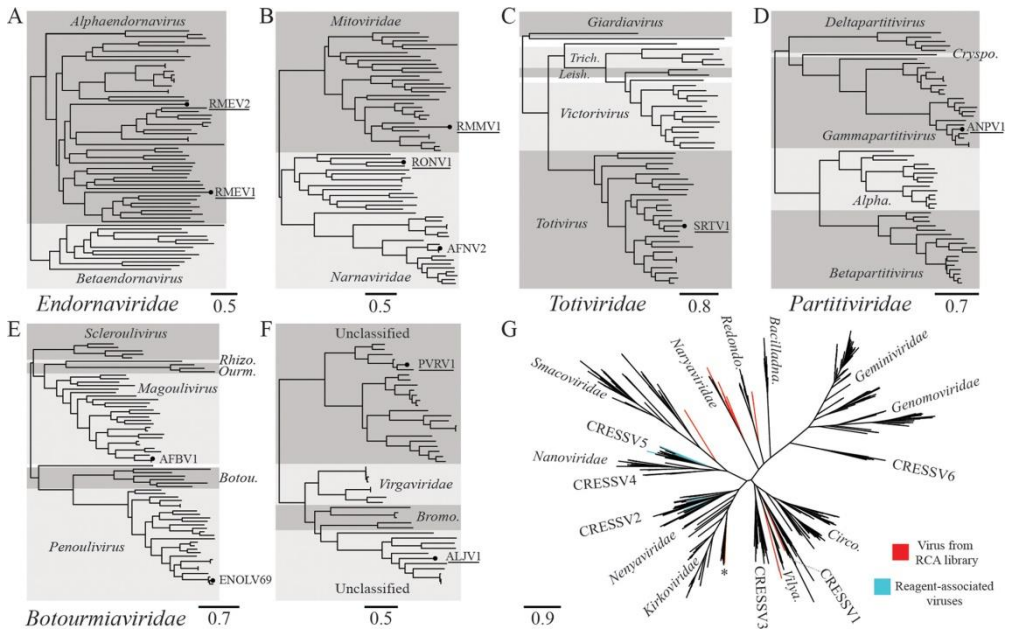 A
Alphaendornavirus
RMEV2
RMEV1
Betaendornavirus
Endornaviridae
0.5
B
Mitoviridae
RMMV1
RONV1
AFNV2
Narnaviridae
0.5
C
Giardiavirus
Trich.
Leish.
Victorivirus
Totivirus
SRTV1
Totiviridae
0.8
D
Deltapartitivirus
Cryspo.
ANPV1
Gammapartitivirus
Alpha.
Betapartitivirus
Partitiviridae
0.7
E
Scleroulivirus
Rhizo.
Ourm.
Magoulivirus
AFBV1
Botou.
Penoulivirus
ENOLV69
Botourmiaviridae
0.7
F
Unclassified
PVRV1
Virgaviridae
Bromo.
ALJV1
Unclassified
0.5
G
Smacoviridae
Naryaviridae
Redondo.
Bacilladna.
Geminiviridae
Genomoviridae
CRESSV6
CRESSV5
Nanoviridae
CRESSV4
CRESSV2
Nenyaviridae
Kirkoviridae
*
CRESSV3
Vilya.
CRESSV1
Circo.
Virus from
RCA library
Reagent-associated
viruses
0.9